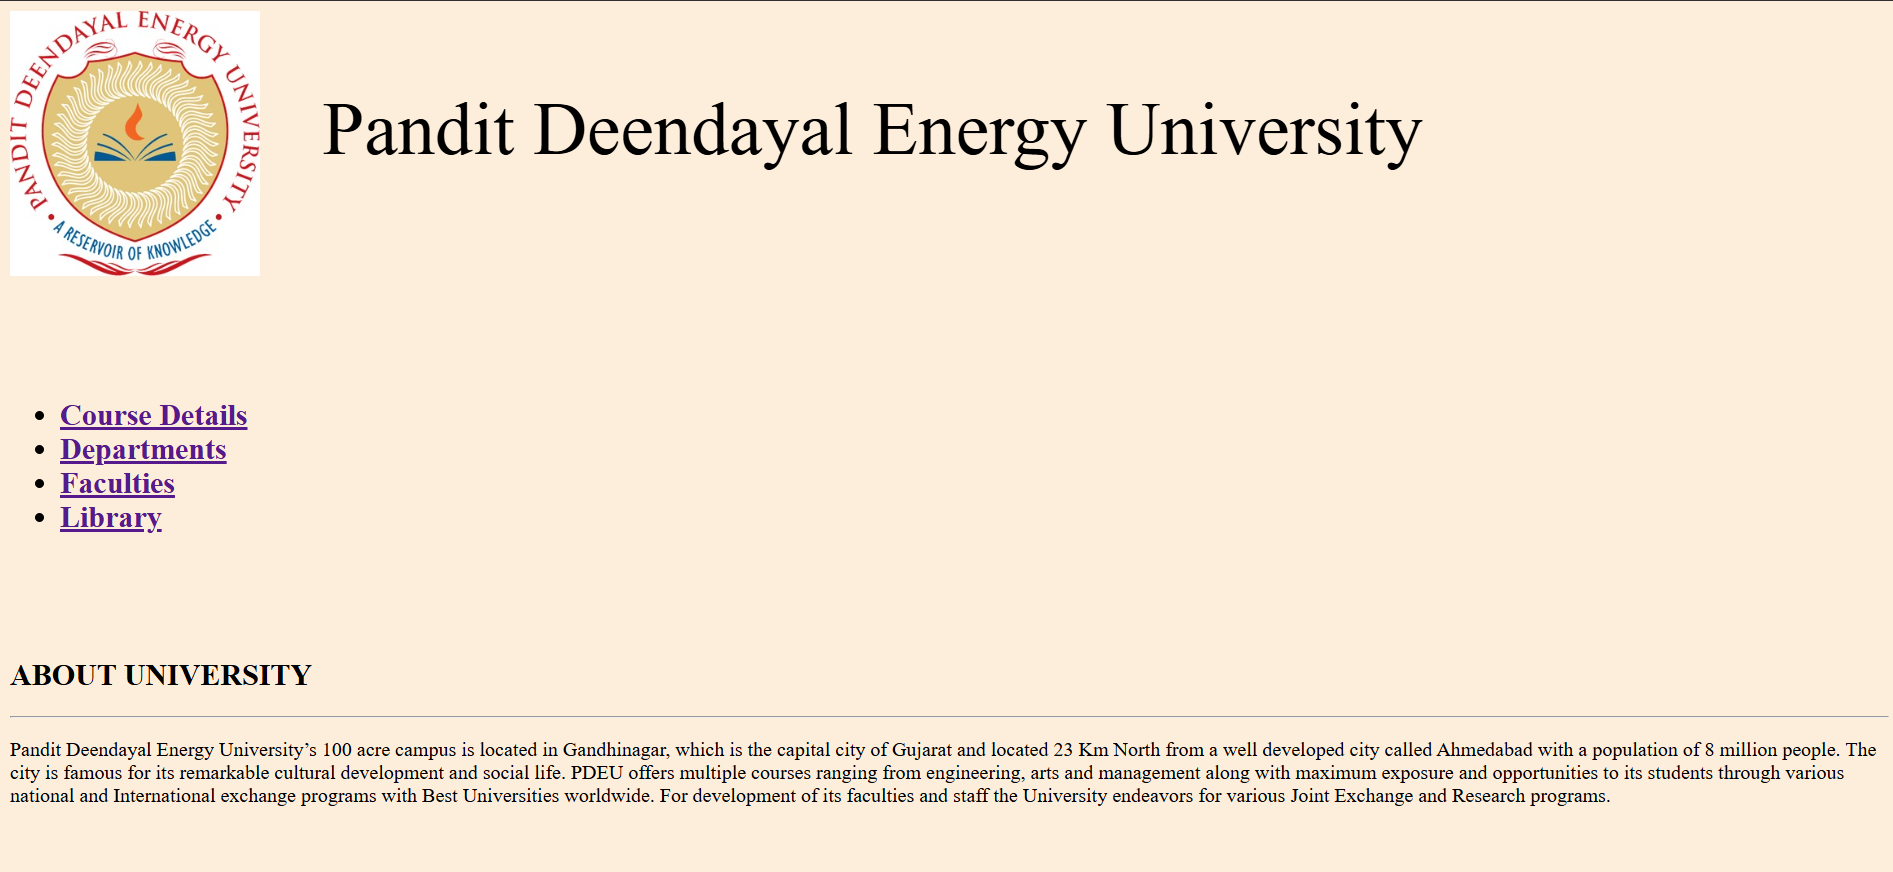 PANDIT DEENDAYAL ENERGY UNIVERSITY
A RESERVOIR OF KNOWLEDGE
Pandit Deendayal Energy University
Course Details
Departments
Faculties
Library
ABOUT UNIVERSITY
Pandit Deendayal Energy University’s 100 acre campus is located in Gandhinagar, which is the capital city of Gujarat and located 23 Km North from a well developed city called Ahmedabad with a population of 8 million people. The
city is famous for its remarkable cultural development and social life. PDEU offers multiple courses ranging from engineering, arts and management along with maximum exposure and opportunities to its students through various
national and International exchange programs with Best Universities worldwide. For development of its faculties and staff the University endeavors for various Joint Exchange and Research programs.